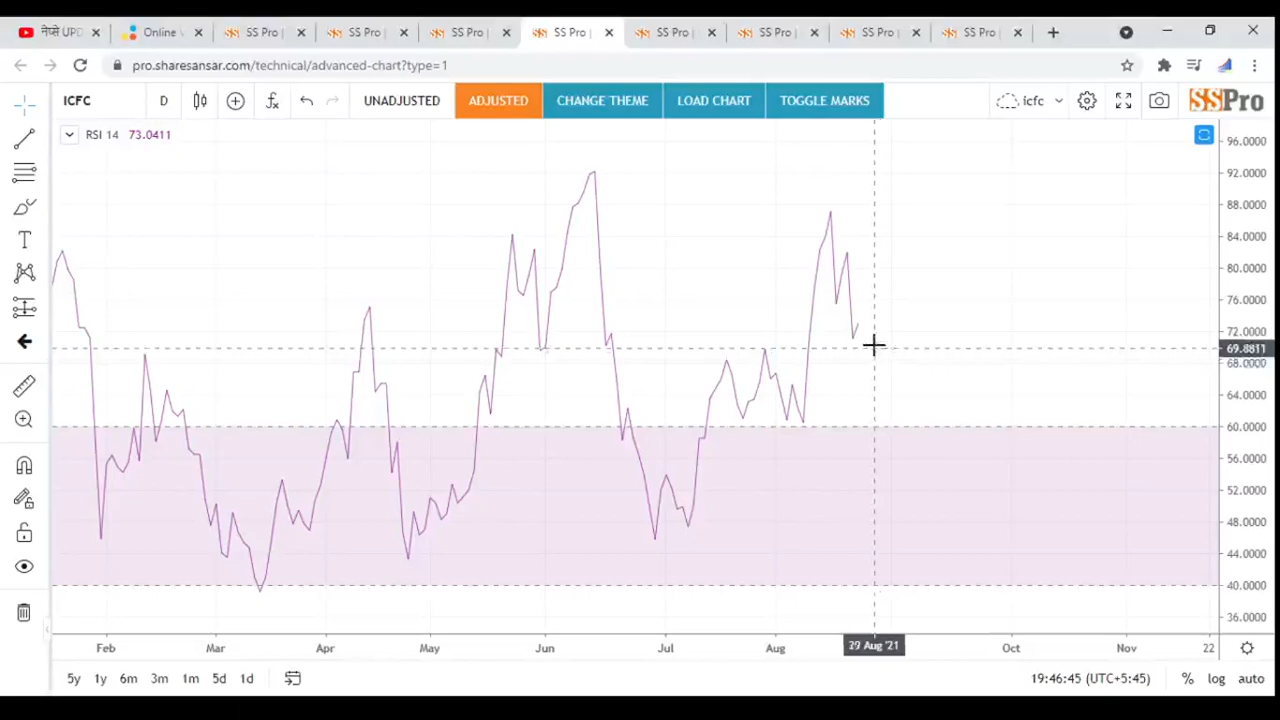 नेप्से UPD Online SS Pro | SS Pro | SS Pro | SS Pro | SS Pro | SS Pro | SS Pro | SS Pro |
pro.sharesansar.com/technical/advanced-chart?type=1
ICFC D UNADJUSTED ADJUSTED CHANGE THEME LOAD CHART TOGGLE MARKS icfc SSPro
RSI 14 73.0411
96.0000
92.0000
88.0000
84.0000
80.0000
76.0000
72.0000
69.8811
68.0000
64.0000
60.0000
56.0000
52.0000
48.0000
44.0000
40.0000
36.0000
Feb Mar Apr May Jun Jul Aug 29 Aug '21 Oct Nov 22
5y 1y 6m 3m 1m 5d 1d 19:46:45 (UTC+5:45) % log auto